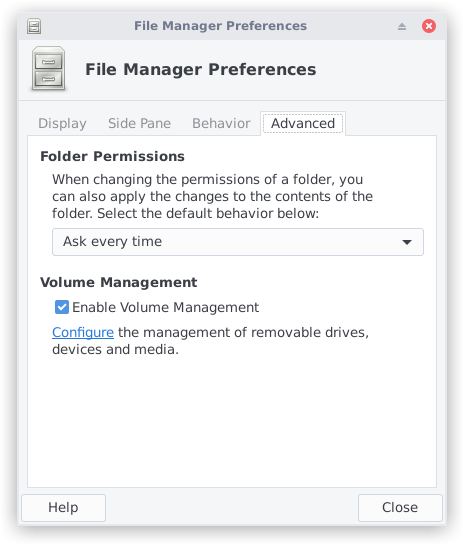 File Manager Preferences
File Manager Preferences
Display
Side Pane
Behavior
Advanced
Folder Permissions
When changing the permissions of a folder, you
can also apply the changes to the contents of the
folder. Select the default behavior below:
Ask every time
Volume Management
Enable Volume Management
Configure the management of removable drives,
devices and media.
Help
Close